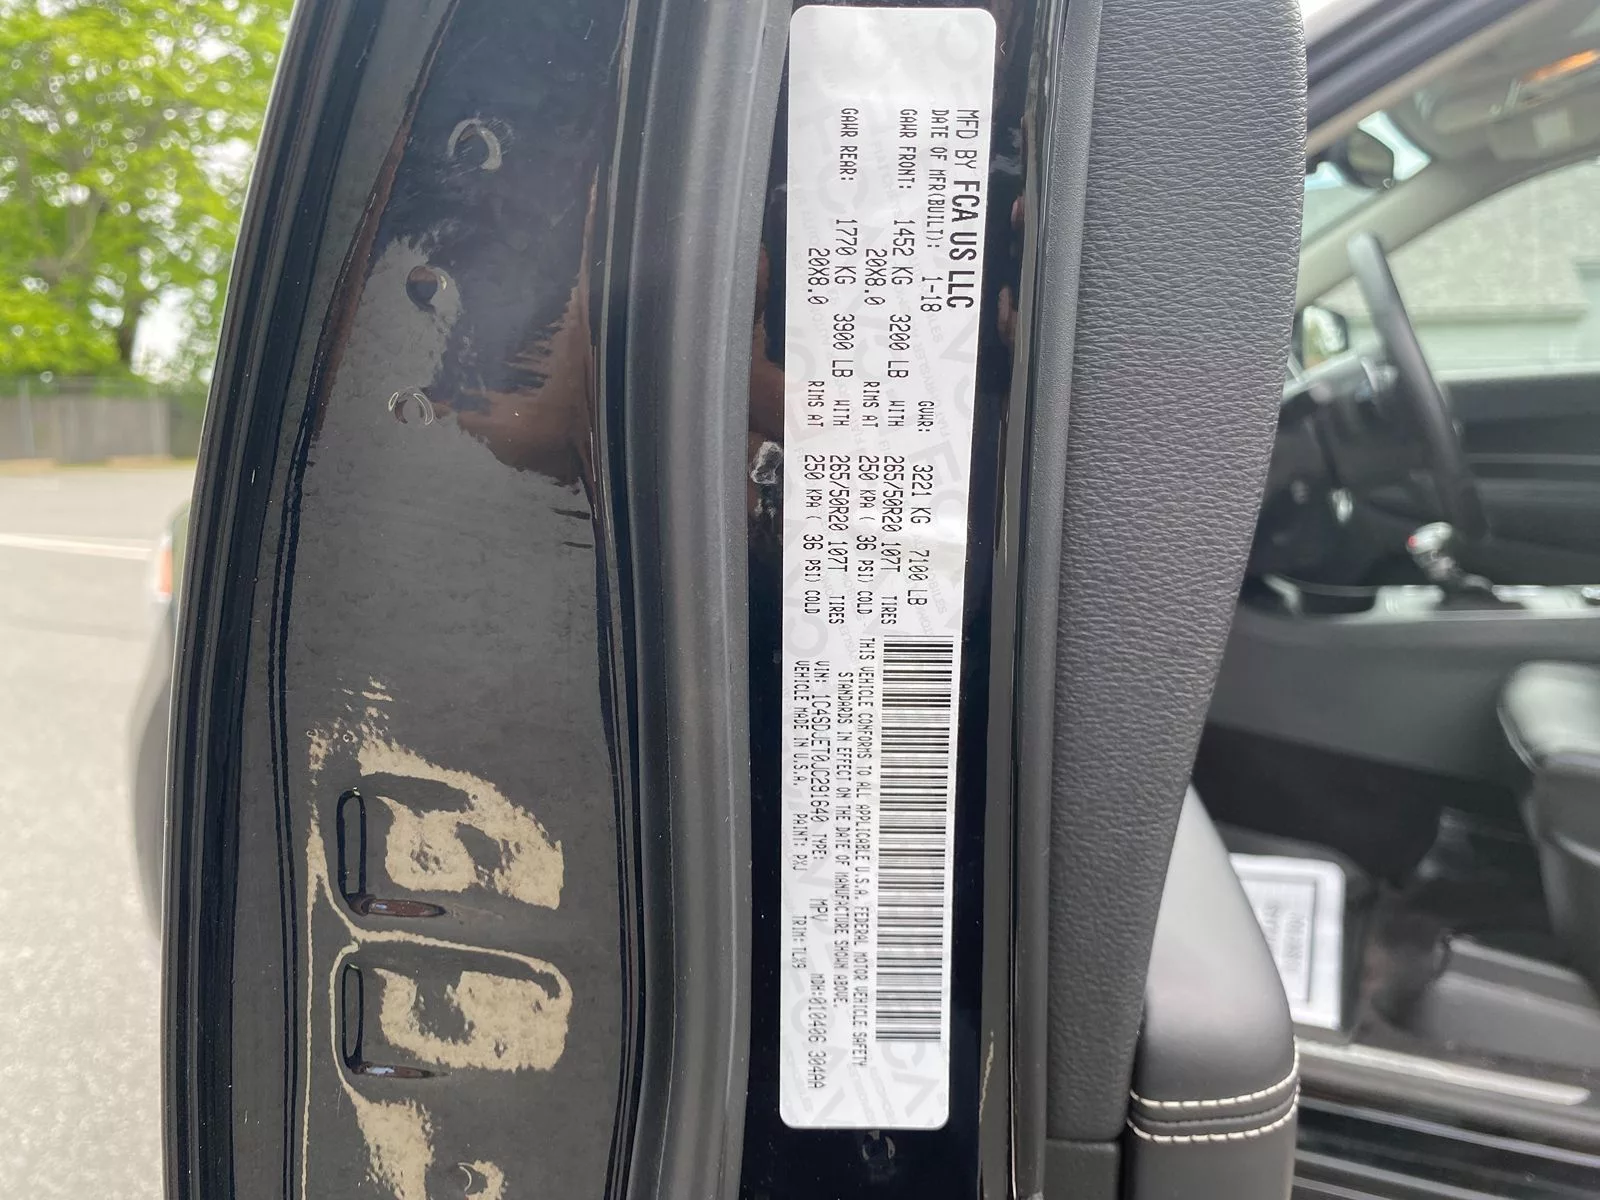 MFD BY FCA US LLC
DATE OF MFR(BUILT): 1-18 GVWR: 3221 KG 7100 LB
GAWR FRONT: 1452 KG 3200 LB WITH 265/50R20 107T TIRES
20X8.0 RIMS AT 250 KPA ( 36 PSI) COLD
GAWR REAR: 1770 KG 3900 LB WITH 265/50R20 107T TIRES
20X8.0 RIMS AT 250 KPA ( 36 PSI) COLD
THIS VEHICLE CONFORMS TO ALL APPLICABLE U.S.A. FEDERAL MOTOR VEHICLE SAFETY
STANDARDS IN EFFECT ON THE DATE OF MANUFACTURE SHOWN ABOVE.
VIN: 1C4SDJET0JC291640 TYPE: MPV MDH:010406 304AA
VEHICLE MADE IN U.S.A. PAINT: PXJ TRIM: TLX9